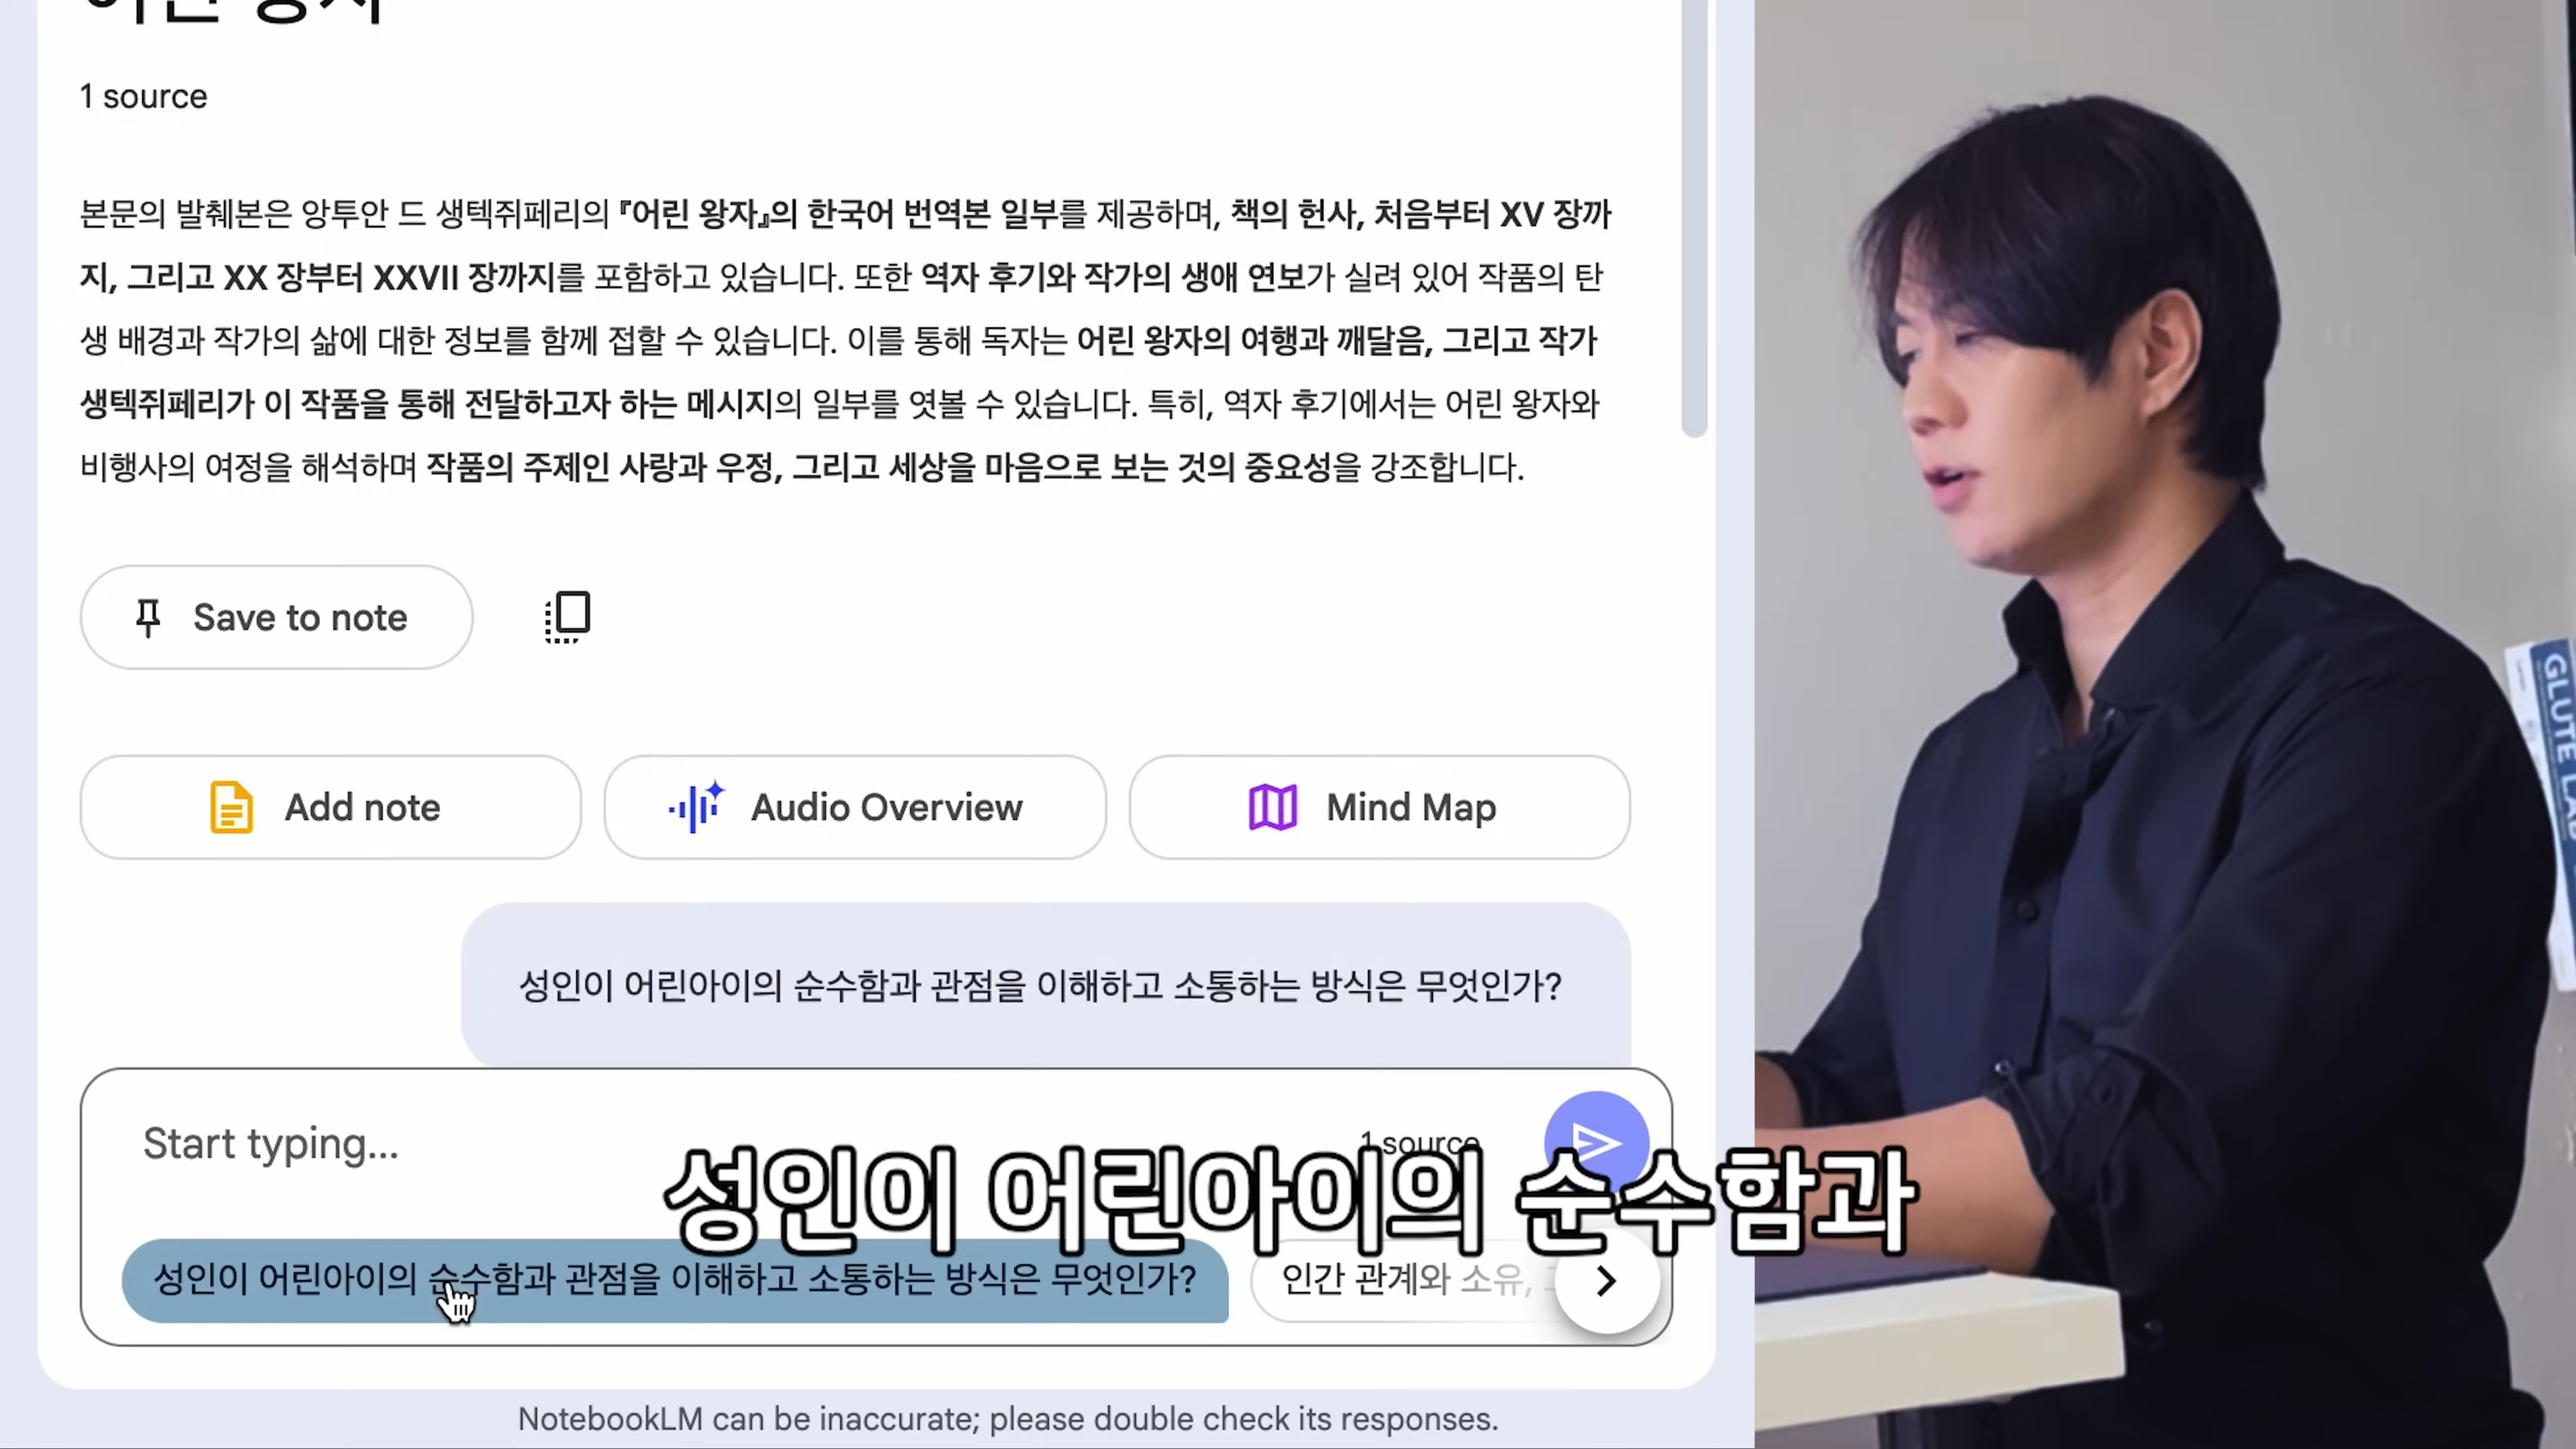 어린 왕자
1 source
본문의 발췌본은 앙투안 드 생텍쥐페리의 『어린 왕자』의 한국어 번역본 일부를 제공하며, 책의 헌사, 처음부터 XV 장까
지, 그리고 XX 장부터 XXVII 장까지를 포함하고 있습니다. 또한 역자 후기와 작가의 생애 연보가 실려 있어 작품의 탄
생 배경과 작가의 삶에 대한 정보를 함께 접할 수 있습니다. 이를 통해 독자는 어린 왕자의 여행과 깨달음, 그리고 작가
생텍쥐페리가 이 작품을 통해 전달하고자 하는 메시지의 일부를 엿볼 수 있습니다. 특히, 역자 후기에서는 어린 왕자와
비행사의 여정을 해석하며 작품의 주제인 사랑과 우정, 그리고 세상을 마음으로 보는 것의 중요성을 강조합니다.
Save to note
Add note
Audio Overview
Mind Map
성인이 어린아이의 순수함과 관점을 이해하고 소통하는 방식은 무엇인가?
Start typing...
1 source
성인이 어린아이의 순수함과
성인이 어린아이의 순수함과 관점을 이해하고 소통하는 방식은 무엇인가?
인간 관계와 소유,
NotebookLM can be inaccurate; please double check its responses.
GLUTE LAB